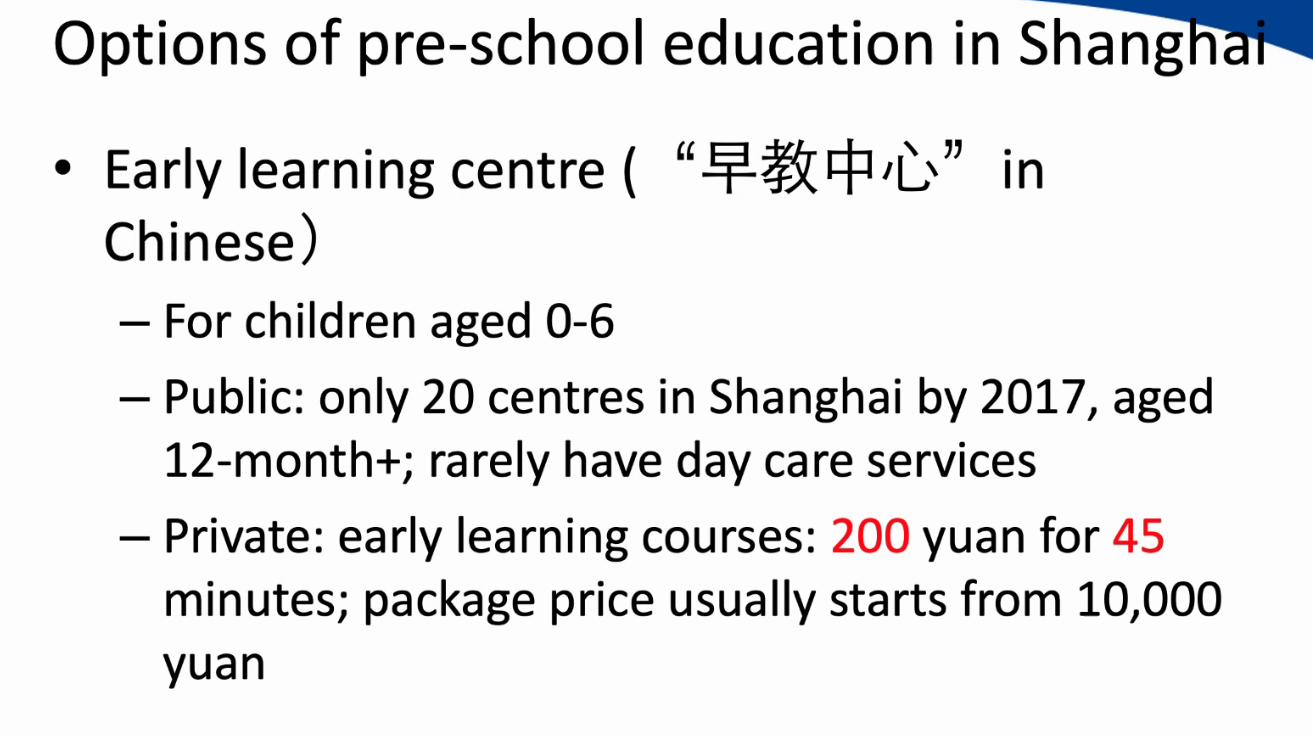 Options of pre-school education in Shanghai
• Early learning centre ( “早教中心” in
Chinese）
– For children aged 0-6
– Public: only 20 centres in Shanghai by 2017, aged
12-month+; rarely have day care services
– Private: early learning courses: 200 yuan for 45
minutes; package price usually starts from 10,000
yuan